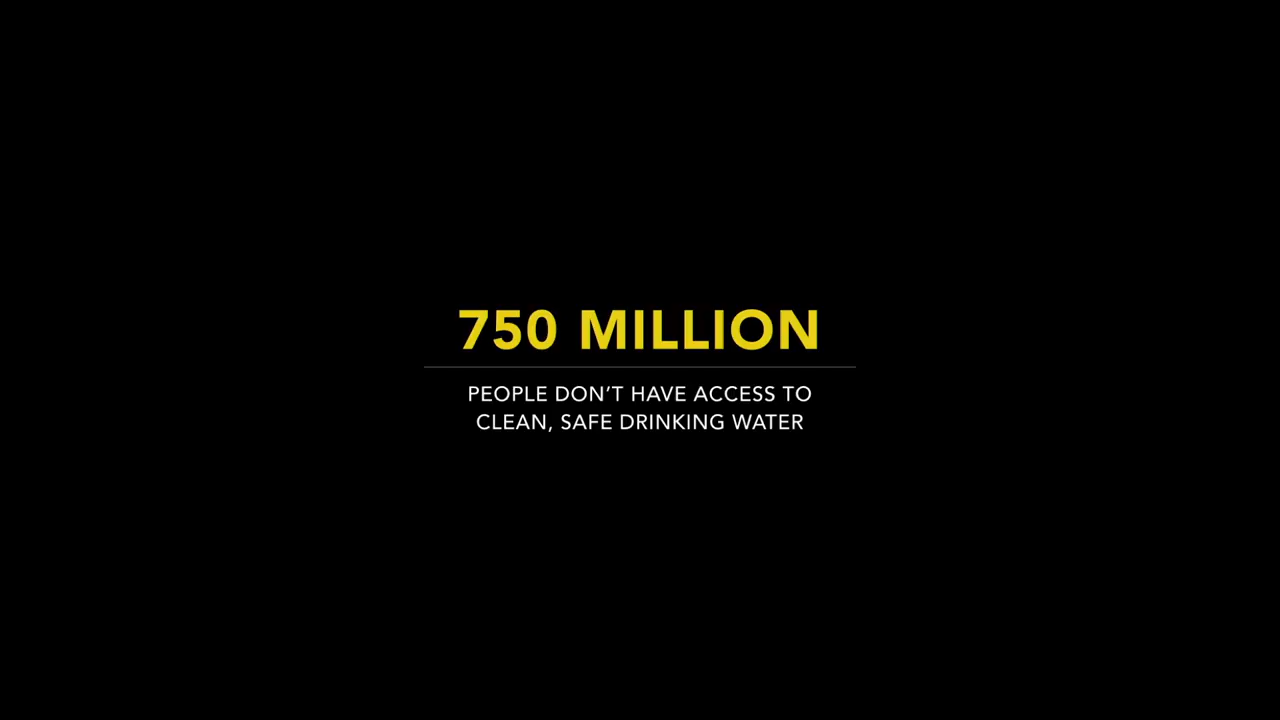 750 MILLION
PEOPLE DON’T HAVE ACCESS TO
CLEAN, SAFE DRINKING WATER